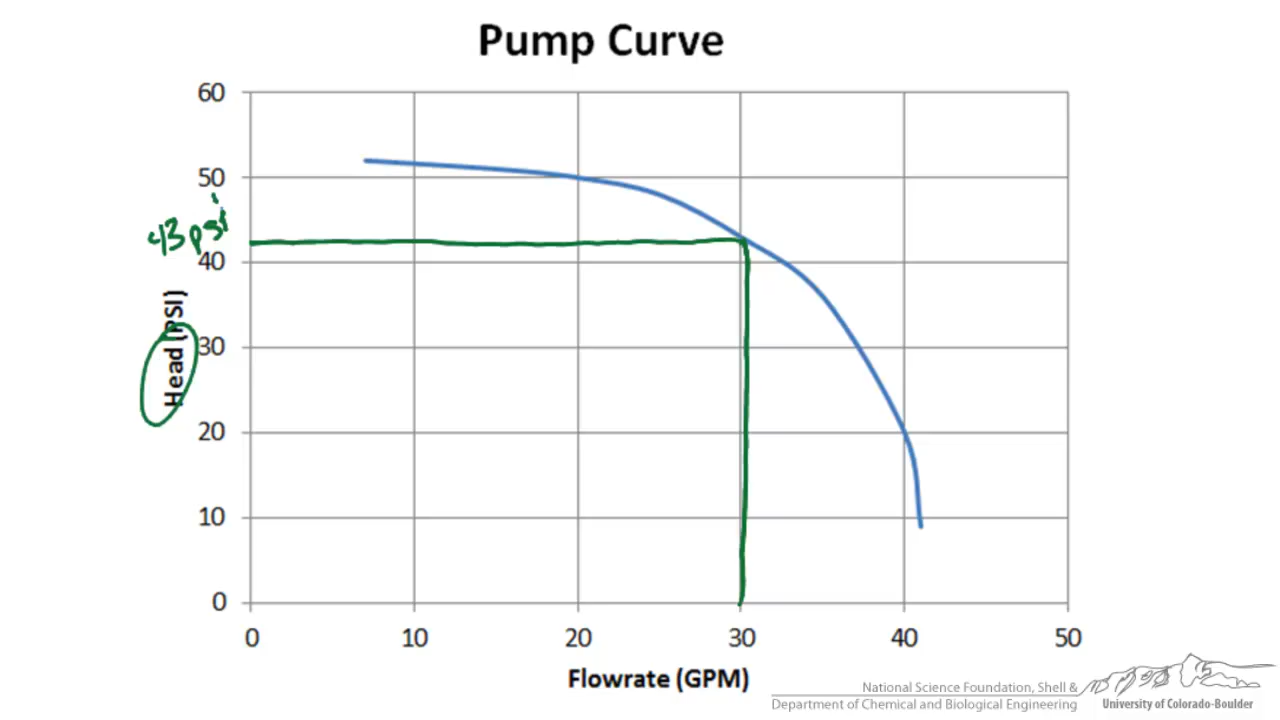 Pump Curve
60
50
43 psi
40
30
20
10
0
Head (PSI)
0 10 20 30 40 50
Flowrate (GPM)
National Science Foundation, Shell &
Department of Chemical and Biological Engineering
University of Colorado-Boulder